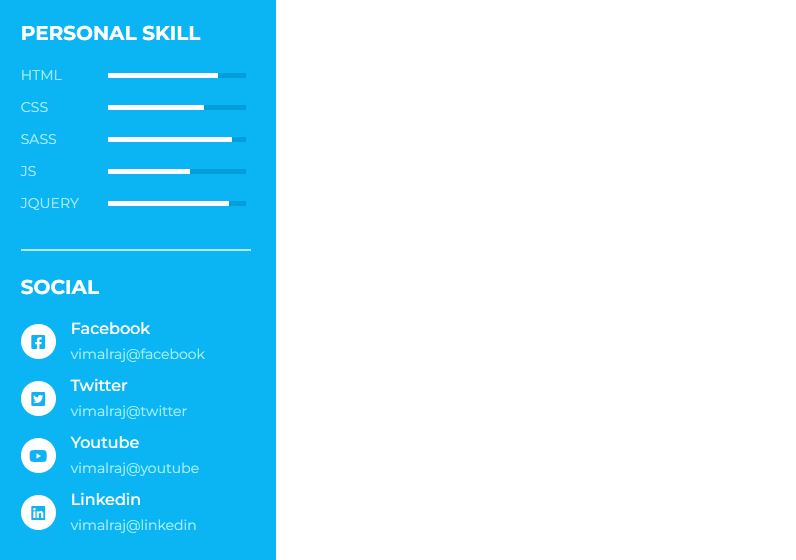 PERSONAL SKILL
HTML
CSS
SASS
JS
JQUERY
SOCIAL
Facebook
vimalraj@facebook
Twitter
vimalraj@twitter
Youtube
vimalraj@youtube
Linkedin
vimalraj@linkedin